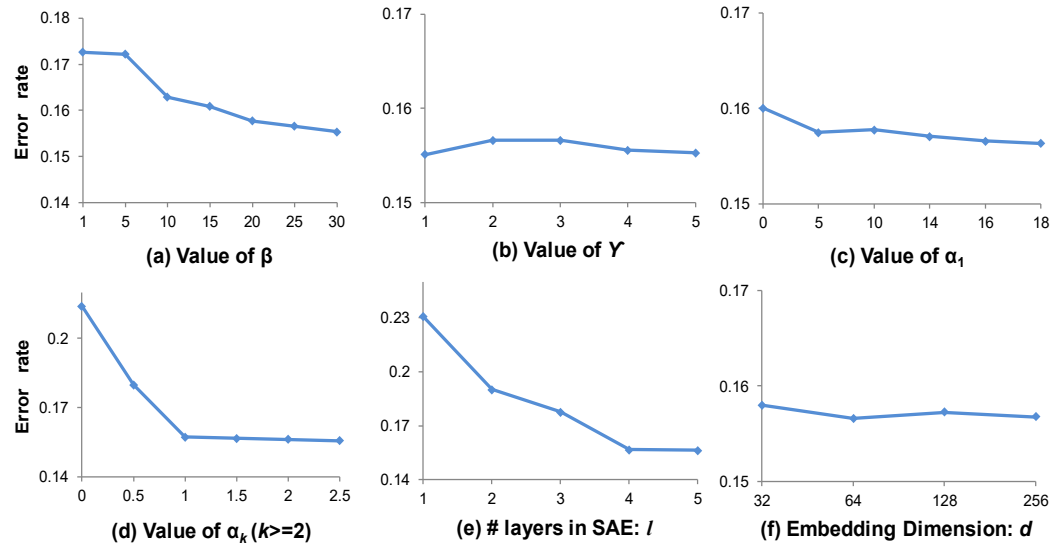 Error rate
0.18
0.17
0.16
0.15
0.14
1 5 10 15 20 25 30
(a) Value of β
0.17
0.16
0.15
1 2 3 4 5
(b) Value of ϒ
0.17
0.16
0.15
0 5 10 14 16 18
(c) Value of α₁
Error rate
0.2
0.17
0.14
0 0.5 1 1.5 2 2.5
(d) Value of αₖ (k>=2)
0.23
0.2
0.17
0.14
1 2 3 4 5
(e) # layers in SAE: l
0.17
0.16
0.15
32 64 128 256
(f) Embedding Dimension: d